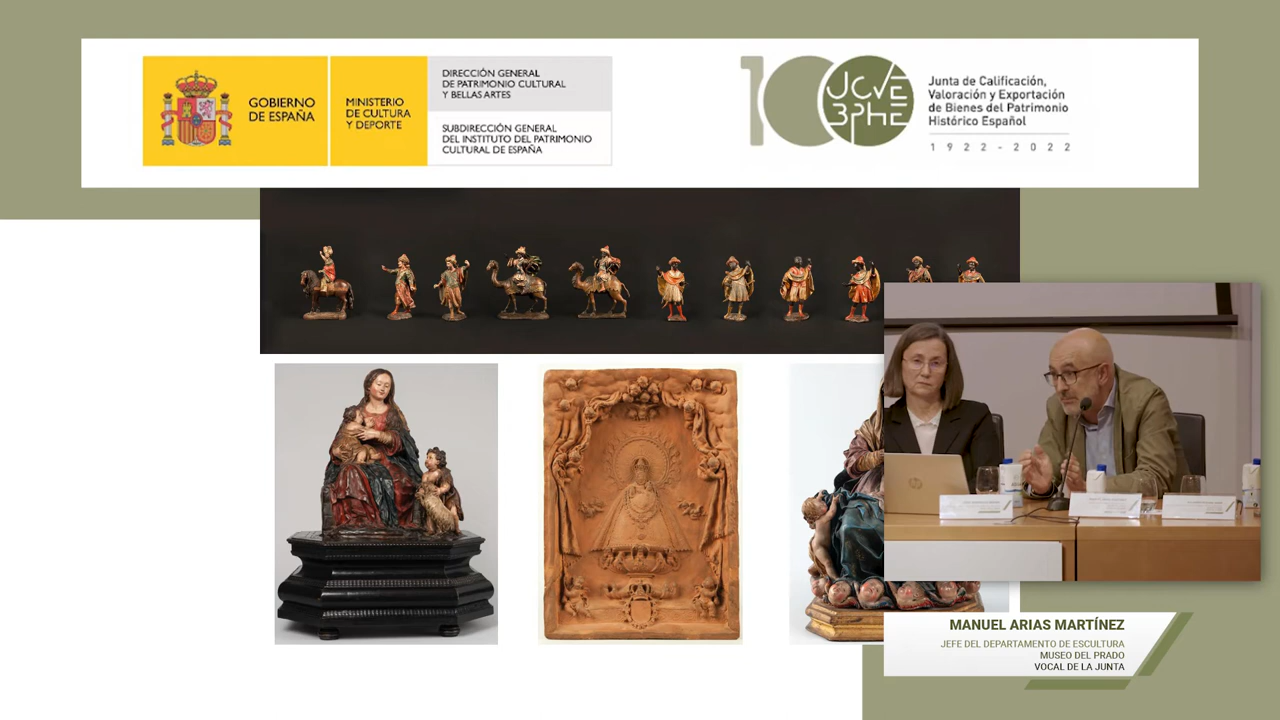 GOBIERNO
DE ESPAÑA
MINISTERIO
DE CULTURA
Y DEPORTE
DIRECCIÓN GENERAL
DE PATRIMONIO CULTURAL
Y BELLAS ARTES
SUBDIRECCIÓN GENERAL
DEL INSTITUTO DEL PATRIMONIO
CULTURAL DE ESPAÑA
100
JCVE
BPHE
Junta de Calificación,
Valoración y Exportación
de Bienes del Patrimonio
Histórico Español
1922-2022
MANUEL ARIAS MARTÍNEZ
JEFE DEL DEPARTAMENTO DE ESCULTURA
MUSEO DEL PRADO
VOCAL DE LA JUNTA